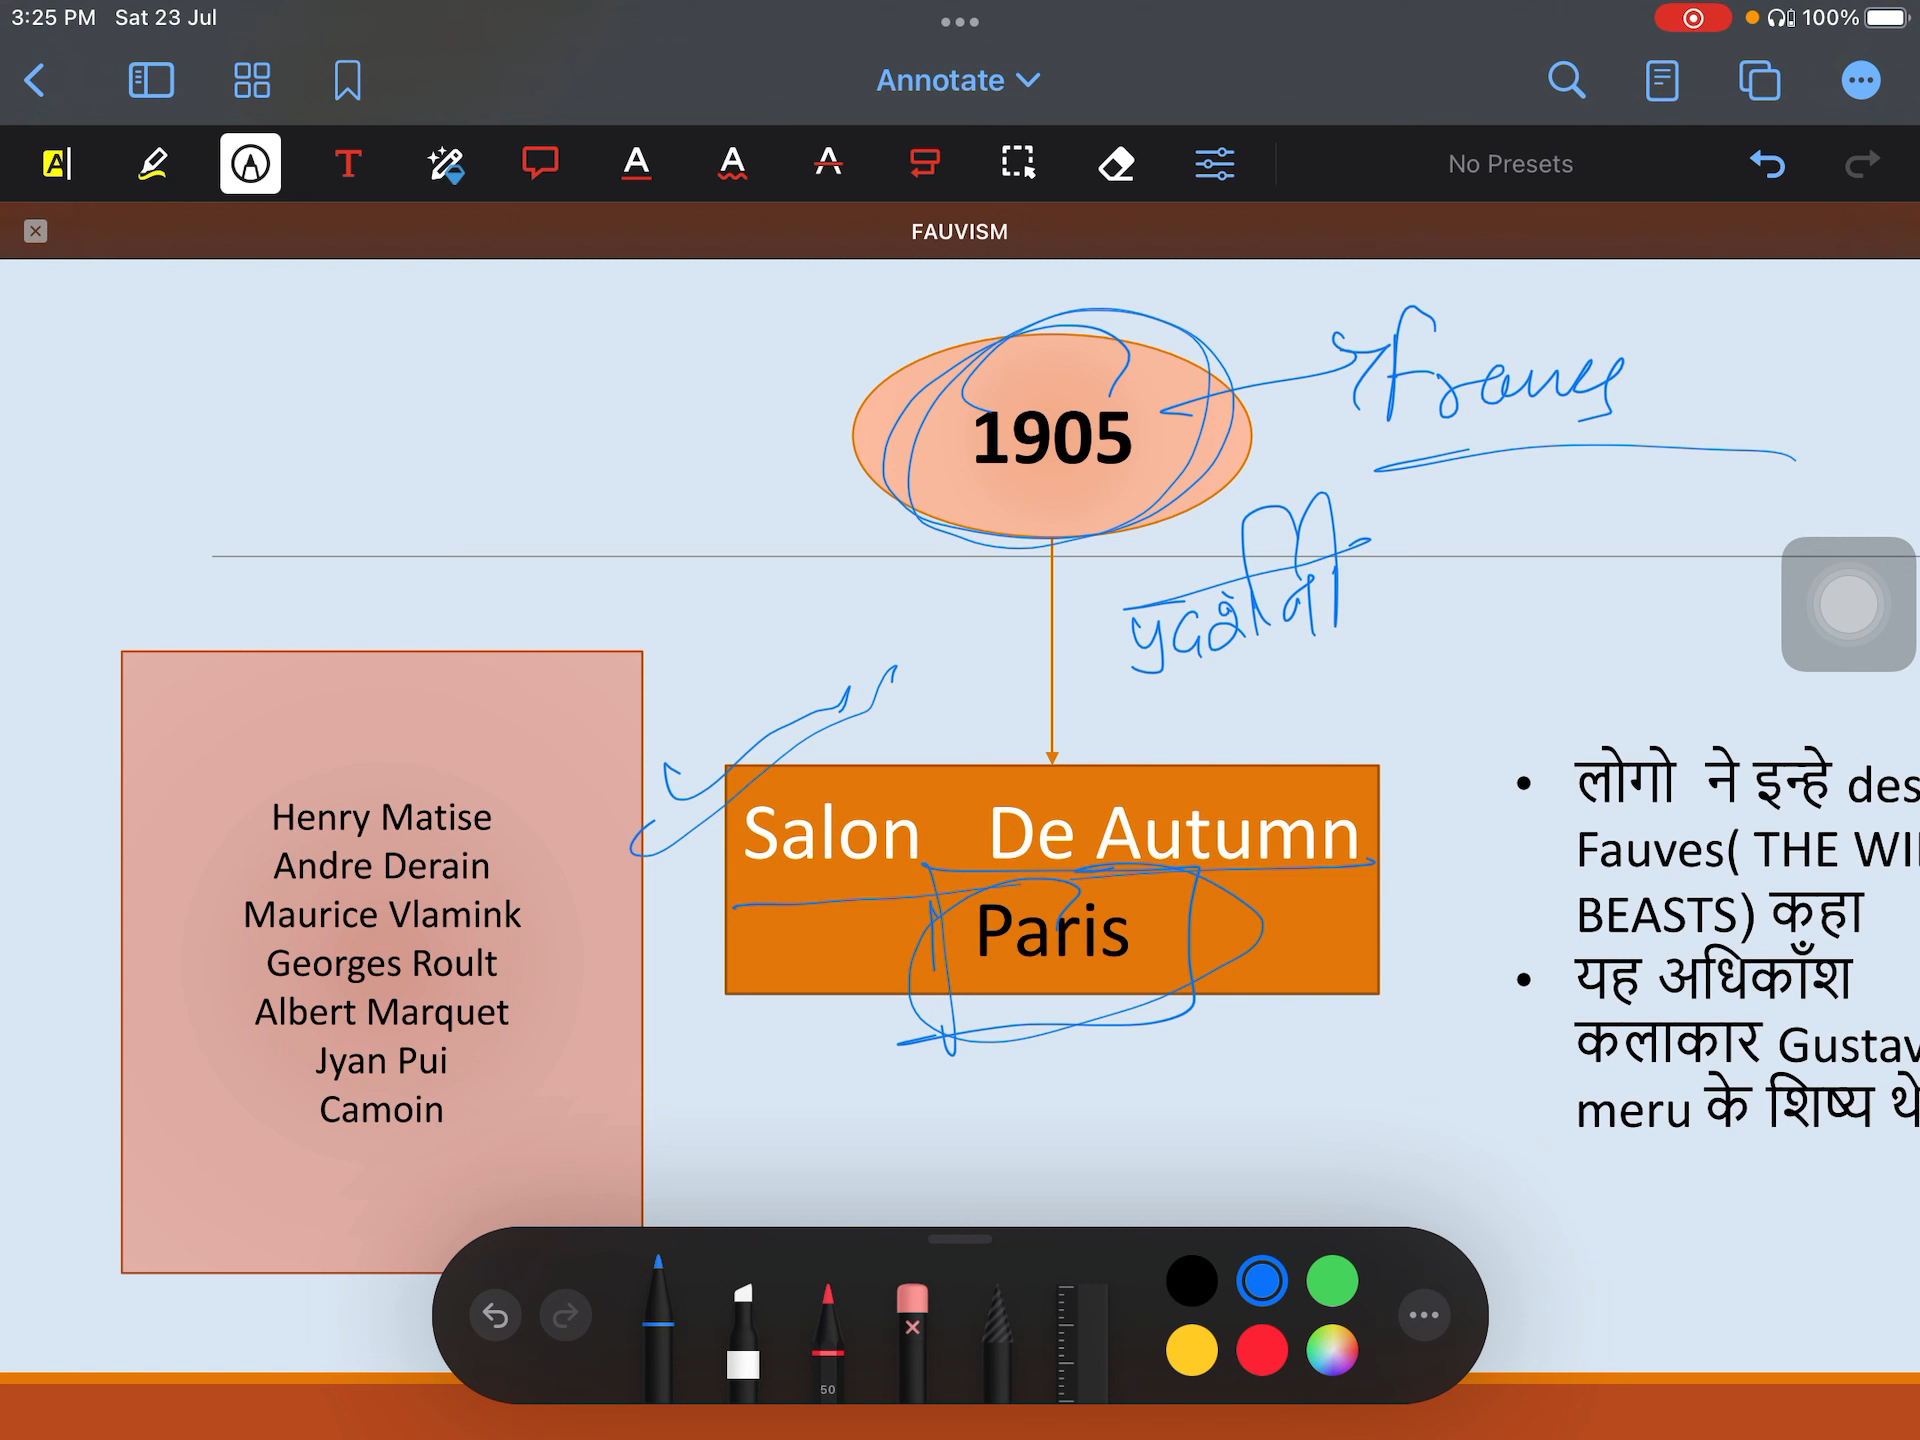 3:25 PM Sat 23 Jul
100%
Annotate
No Presets
FAUVISM
1905
Henry Matise
Andre Derain
Maurice Vlamink
Georges Roult
Albert Marquet
Jyan Pui
Camoin
Salon De Autumn
Paris
• लोगो ने इन्हे des
Fauves( THE WI
BEASTS) कहा
• यह अधिकाँश
कलाकार Gustav
meru के शिष्य थे
50